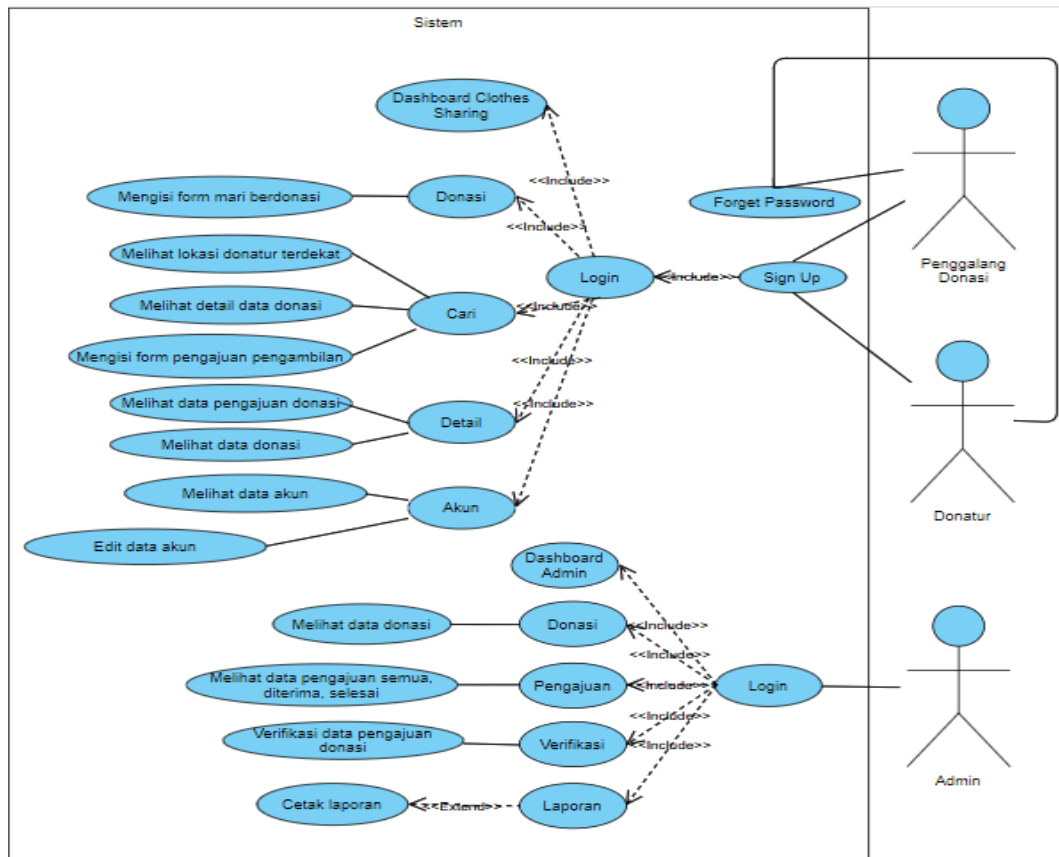 Sistem
Dashboard Clothes
Sharing
<<Include>>
Mengisi form mari berdonasi
Donasi
Forget Password
<<Include>>
Melihat lokasi donatur terdekat
Penggalang
Donasi
Login
<<Include>>
Sign Up
Melihat detail data donasi
Cari
<<Include>>
Mengisi form pengajuan pengambilan
<<Include>>
Melihat data pengajuan donasi
<<Include>>
Detail
Melihat data donasi
Melihat data akun
Akun
Donatur
Edit data akun
Dashboard
Admin
Melihat data donasi
Donasi
<<Include>>
<<Include>>
Melihat data pengajuan semua,
diterima, selesai
Pengajuan
<<Include>>
Login
<<Include>>
Verifikasi data pengajuan
donasi
Verifikasi
<<Include>>
Admin
Cetak laporan
<<Extend>>
Laporan